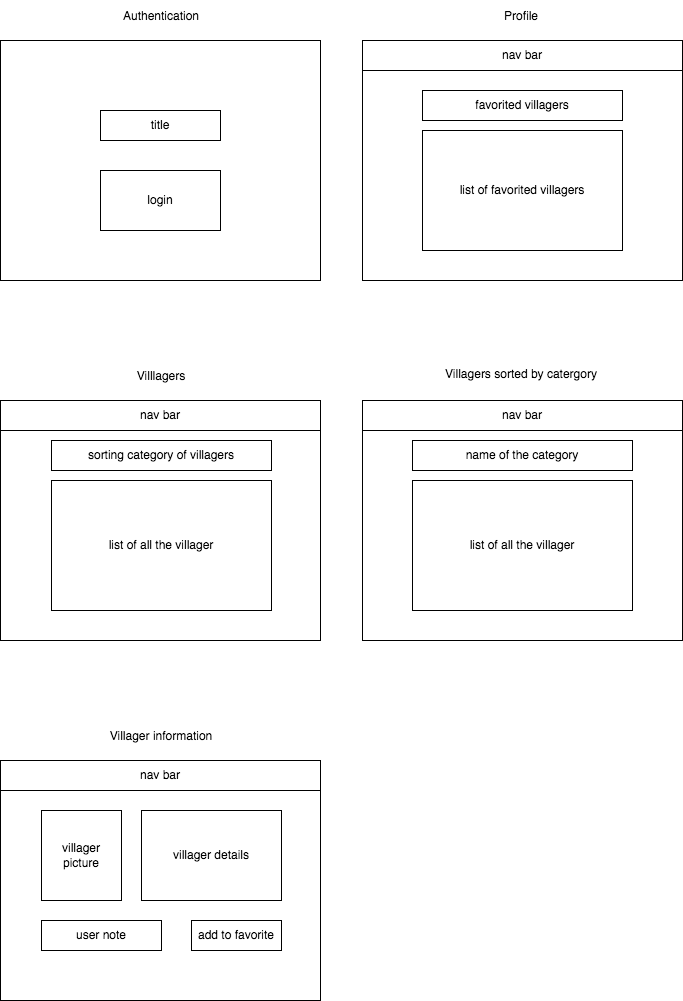 Authentication
title
login
Profile
nav bar
favorited villagers
list of favorited villagers
Villlagers
nav bar
sorting category of villagers
list of all the villager
Villagers sorted by catergory
nav bar
name of the category
list of all the villager
Villager information
nav bar
villager
picture
villager details
user note
add to favorite